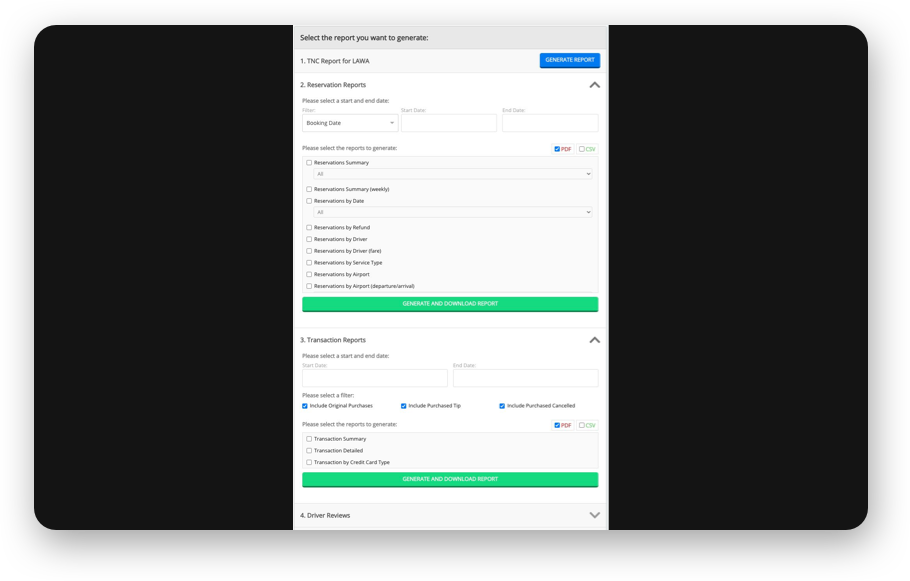 Select the report you want to generate:
1. TNC Report for LAWA
GENERATE REPORT
2. Reservation Reports
Please select a start and end date:
Filter: Start Date: End Date:
Booking Date
Please select the reports to generate:
PDF CSV
Reservations Summary
All
Reservations Summary (weekly)
Reservations by Date
All
Reservations by Refund
Reservations by Driver
Reservations by Driver (fare)
Reservations by Service Type
Reservations by Airport
Reservations by Airport (departure/arrival)
GENERATE AND DOWNLOAD REPORT
3. Transaction Reports
Please select a start and end date:
Start Date: End Date:
Please select a filter:
Include Original Purchases Include Purchased Tip Include Purchased Cancelled
Please select the reports to generate:
PDF CSV
Transaction Summary
Transaction Detailed
Transaction by Credit Card Type
GENERATE AND DOWNLOAD REPORT
4. Driver Reviews